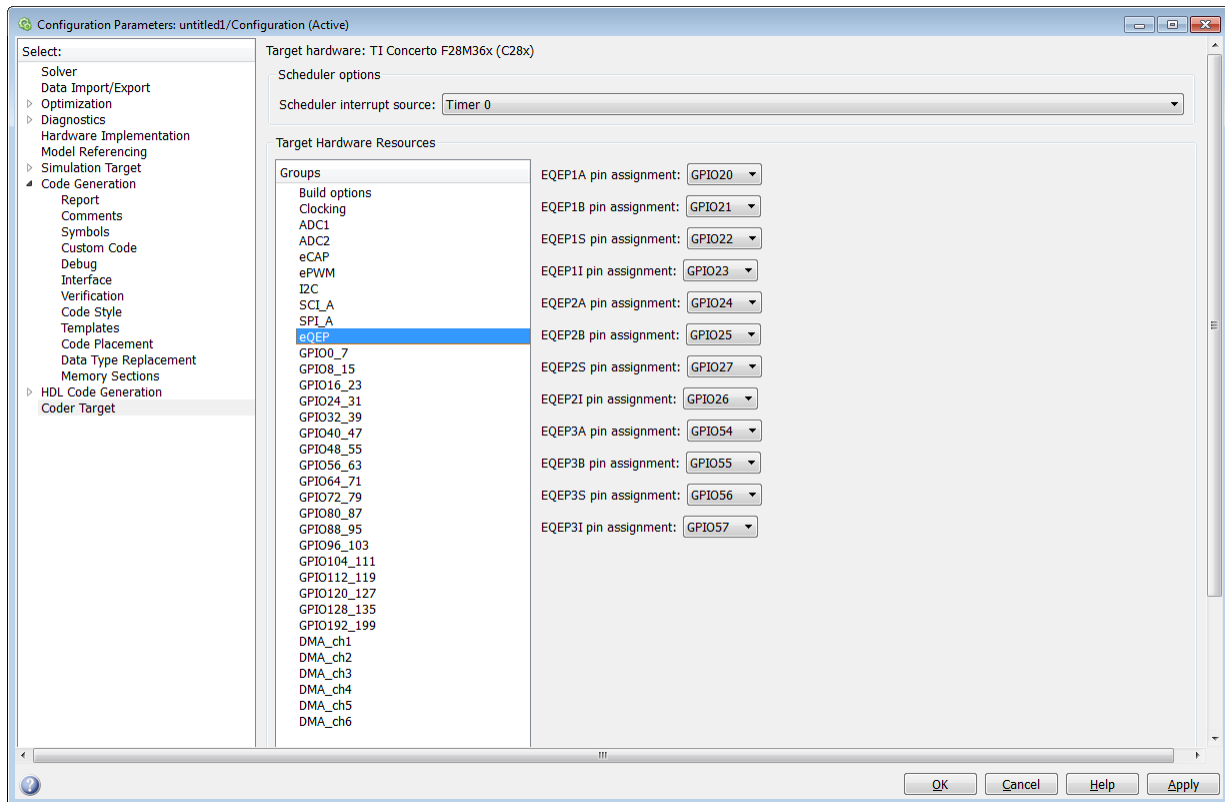 Configuration Parameters: untitled1/Configuration (Active)
Select:
Solver
Data Import/Export
Optimization
Diagnostics
Hardware Implementation
Model Referencing
Simulation Target
Code Generation
Report
Comments
Symbols
Custom Code
Debug
Interface
Verification
Code Style
Templates
Code Placement
Data Type Replacement
Memory Sections
HDL Code Generation
Coder Target
Target hardware: TI Concerto F28M36x (C28x)
Scheduler options
Scheduler interrupt source: Timer 0
Target Hardware Resources
Groups
Build options
Clocking
ADC1
ADC2
eCAP
ePWM
I2C
SCI_A
SPI_A
eQEP
GPIO0_7
GPIO8_15
GPIO16_23
GPIO24_31
GPIO32_39
GPIO40_47
GPIO48_55
GPIO56_63
GPIO64_71
GPIO72_79
GPIO80_87
GPIO88_95
GPIO96_103
GPIO104_111
GPIO112_119
GPIO120_127
GPIO128_135
GPIO192_199
DMA_ch1
DMA_ch2
DMA_ch3
DMA_ch4
DMA_ch5
DMA_ch6
EQEP1A pin assignment: GPIO20
EQEP1B pin assignment: GPIO21
EQEP1S pin assignment: GPIO22
EQEP1I pin assignment: GPIO23
EQEP2A pin assignment: GPIO24
EQEP2B pin assignment: GPIO25
EQEP2S pin assignment: GPIO27
EQEP2I pin assignment: GPIO26
EQEP3A pin assignment: GPIO54
EQEP3B pin assignment: GPIO55
EQEP3S pin assignment: GPIO56
EQEP3I pin assignment: GPIO57
OK Cancel Help Apply